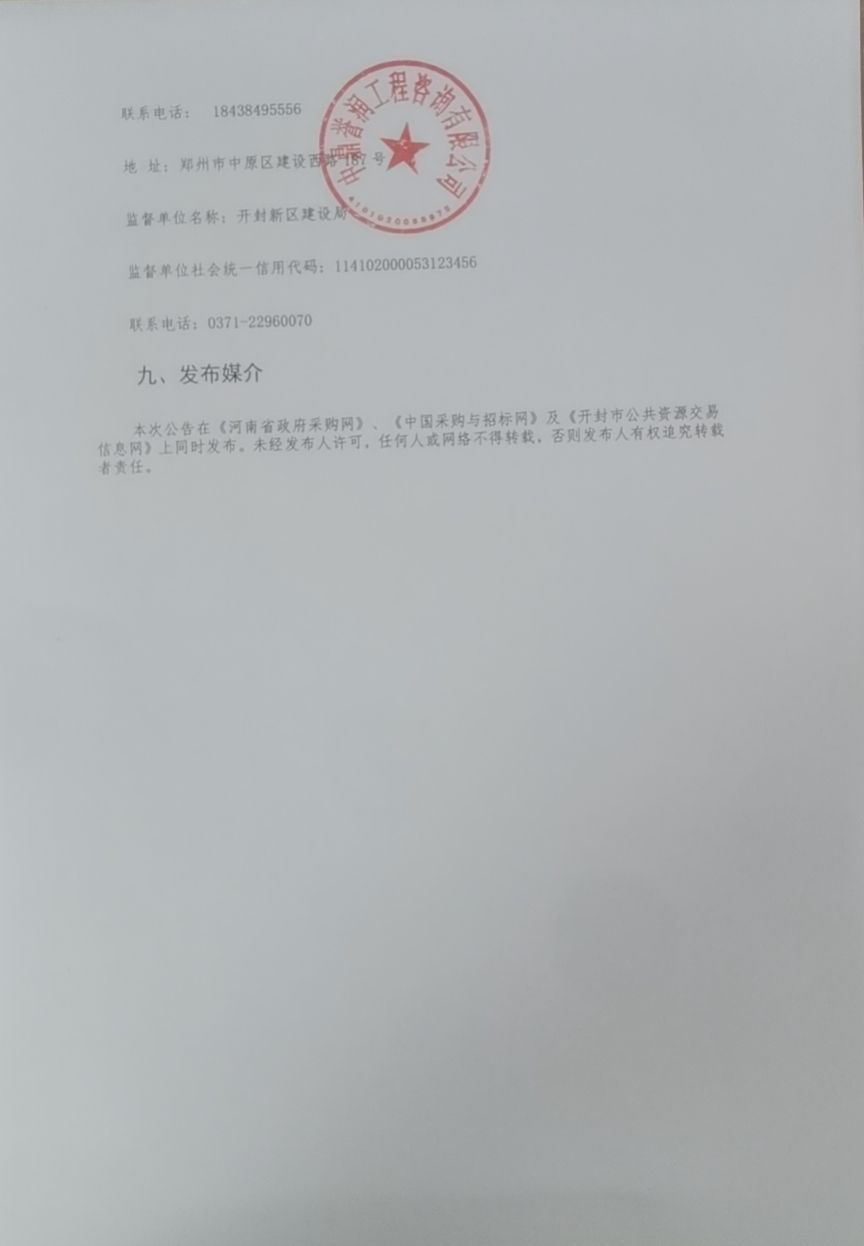 联系电话： 18438495556
中鼎誉润工程咨询有限公司
地 址：郑州市中原区建设西路 187 号
监督单位名称：开封新区建设局
监督单位社会统一信用代码：114102000053123456
联系电话：0371-22960070
九、发布媒介
本次公告在《河南省政府采购网》、《中国采购与招标网》及《开封市公共资源交易
信息网》上同时发布。未经发布人许可，任何人或网络不得转载，否则发布人有权追究转载
者责任。